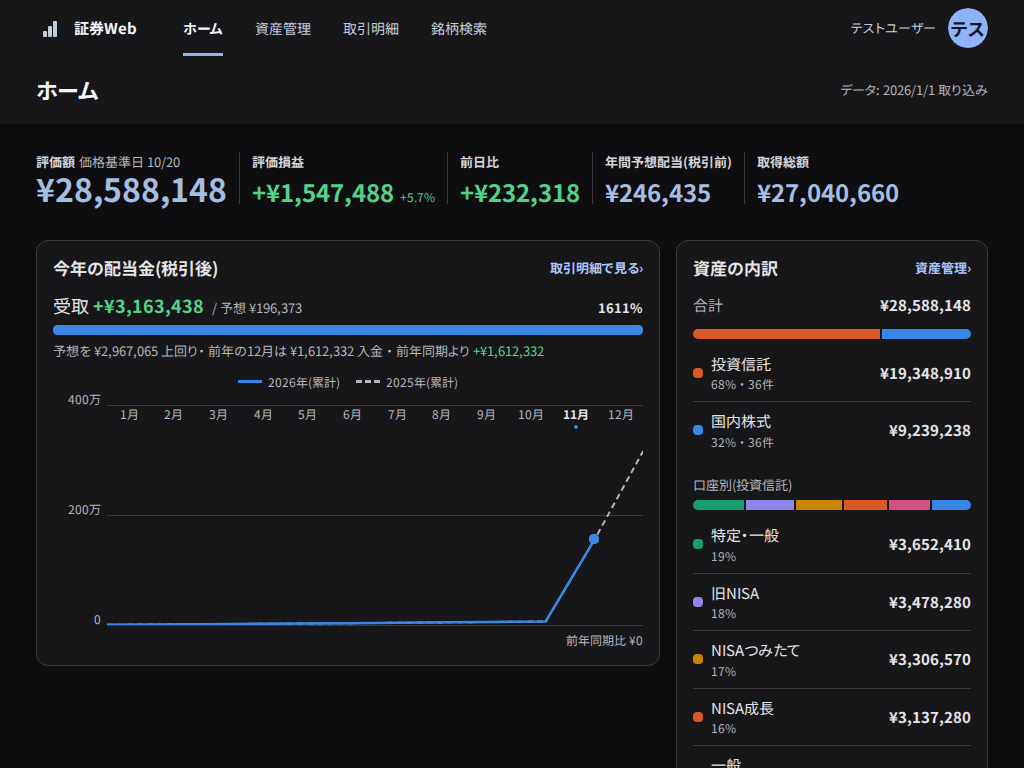 証券Web
ホーム
資産管理
取引明細
銘柄検索
テストユーザー
テス
ホーム
データ: 2026/1/1 取り込み
評価額 価格基準日 10/20
¥28,588,148
評価損益
+¥1,547,488 +5.7%
前日比
+¥232,318
年間予想配当(税引前)
¥246,435
取得総額
¥27,040,660
今年の配当金(税引後)
取引明細で見る›
受取 +¥3,163,438 / 予想 ¥196,373
1611%
予想を ¥2,967,065 上回り・前年の12月は ¥1,612,332 入金・前年同期より +¥1,612,332
2026年(累計)
2025年(累計)
400万
1月 2月 3月 4月 5月 6月 7月 8月 9月 10月 11月 12月
200万
0
前年同期比 ¥0
資産の内訳
資産管理›
合計
¥28,588,148
投資信託
68%・36件
¥19,348,910
国内株式
32%・36件
¥9,239,238
口座別(投資信託)
特定・一般
19%
¥3,652,410
旧NISA
18%
¥3,478,280
NISAつみたて
17%
¥3,306,570
NISA成長
16%
¥3,137,280
一般